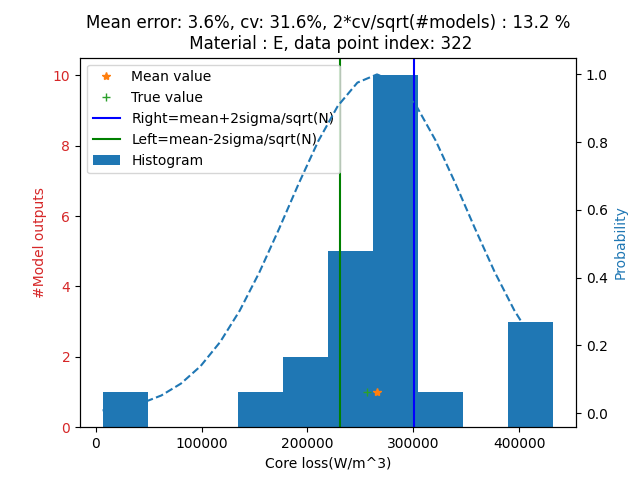 Mean error: 3.6%, cv: 31.6%, 2*cv/sqrt(#models) : 13.2 %
Material : E, data point index: 322
Mean value
True value
Right=mean+2sigma/sqrt(N)
Left=mean-2sigma/sqrt(N)
Histogram
10
8
6
4
2
0
#Model outputs
1.0
0.8
0.6
0.4
0.2
0.0
Probability
0
100000
200000
300000
400000
Core loss(W/m^3)